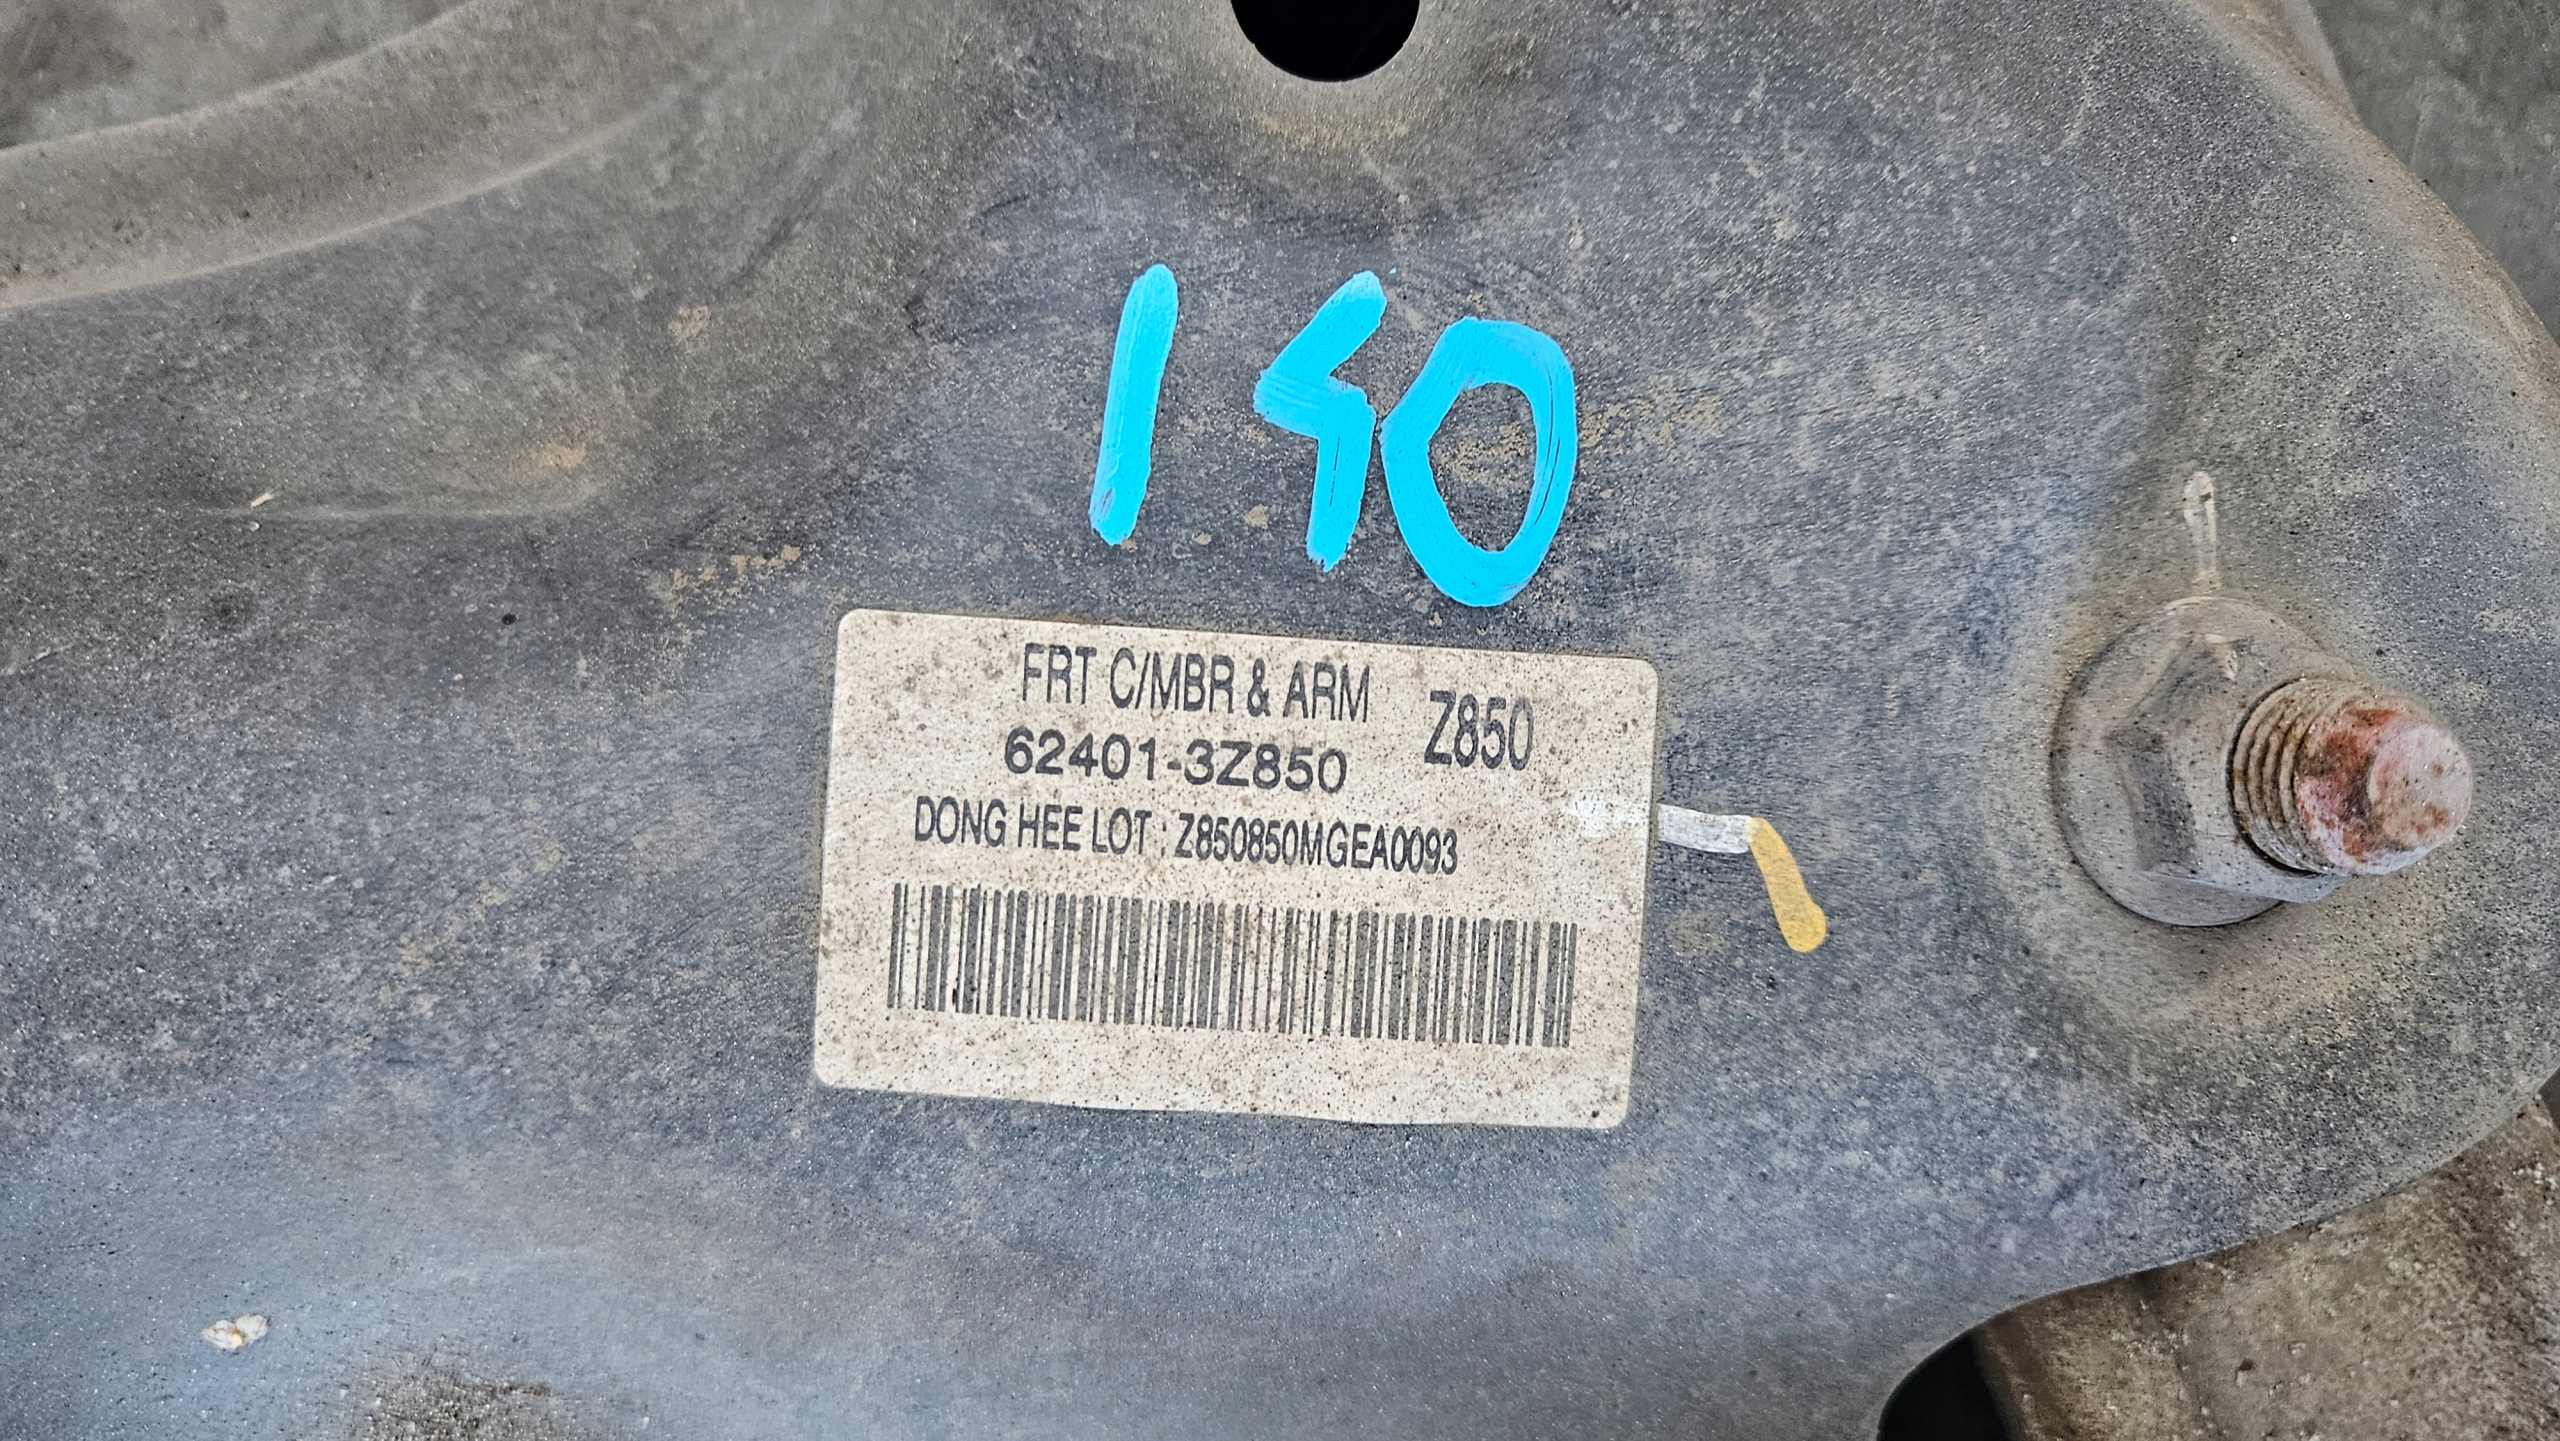 140
FRT C/MBR & ARM Z850
62401-3Z850
DONG HEE LOT : Z850850MGEA0093